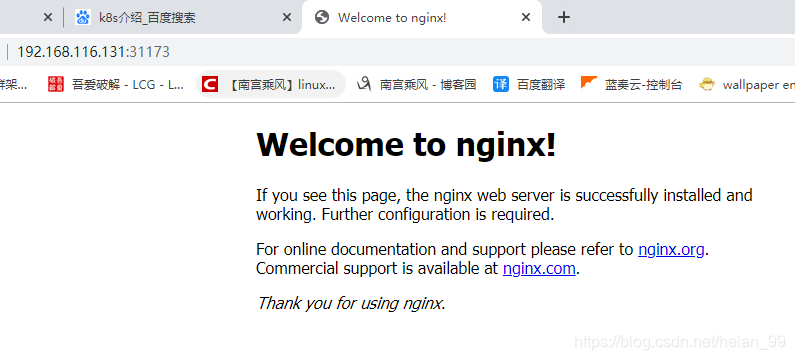 k8s介绍_百度搜索
Welcome to nginx!
192.168.116.131:31173
群架...
吾爱破解 - LCG - L...
【南宫乘风】linux...
南宫乘风 - 博客园
百度翻译
蓝奏云-控制台
wallpaper en
Welcome to nginx!
If you see this page, the nginx web server is successfully installed and
working. Further configuration is required.
For online documentation and support please refer to nginx.org.
Commercial support is available at nginx.com.
Thank you for using nginx.
https://blog.csdn.net/heian_99